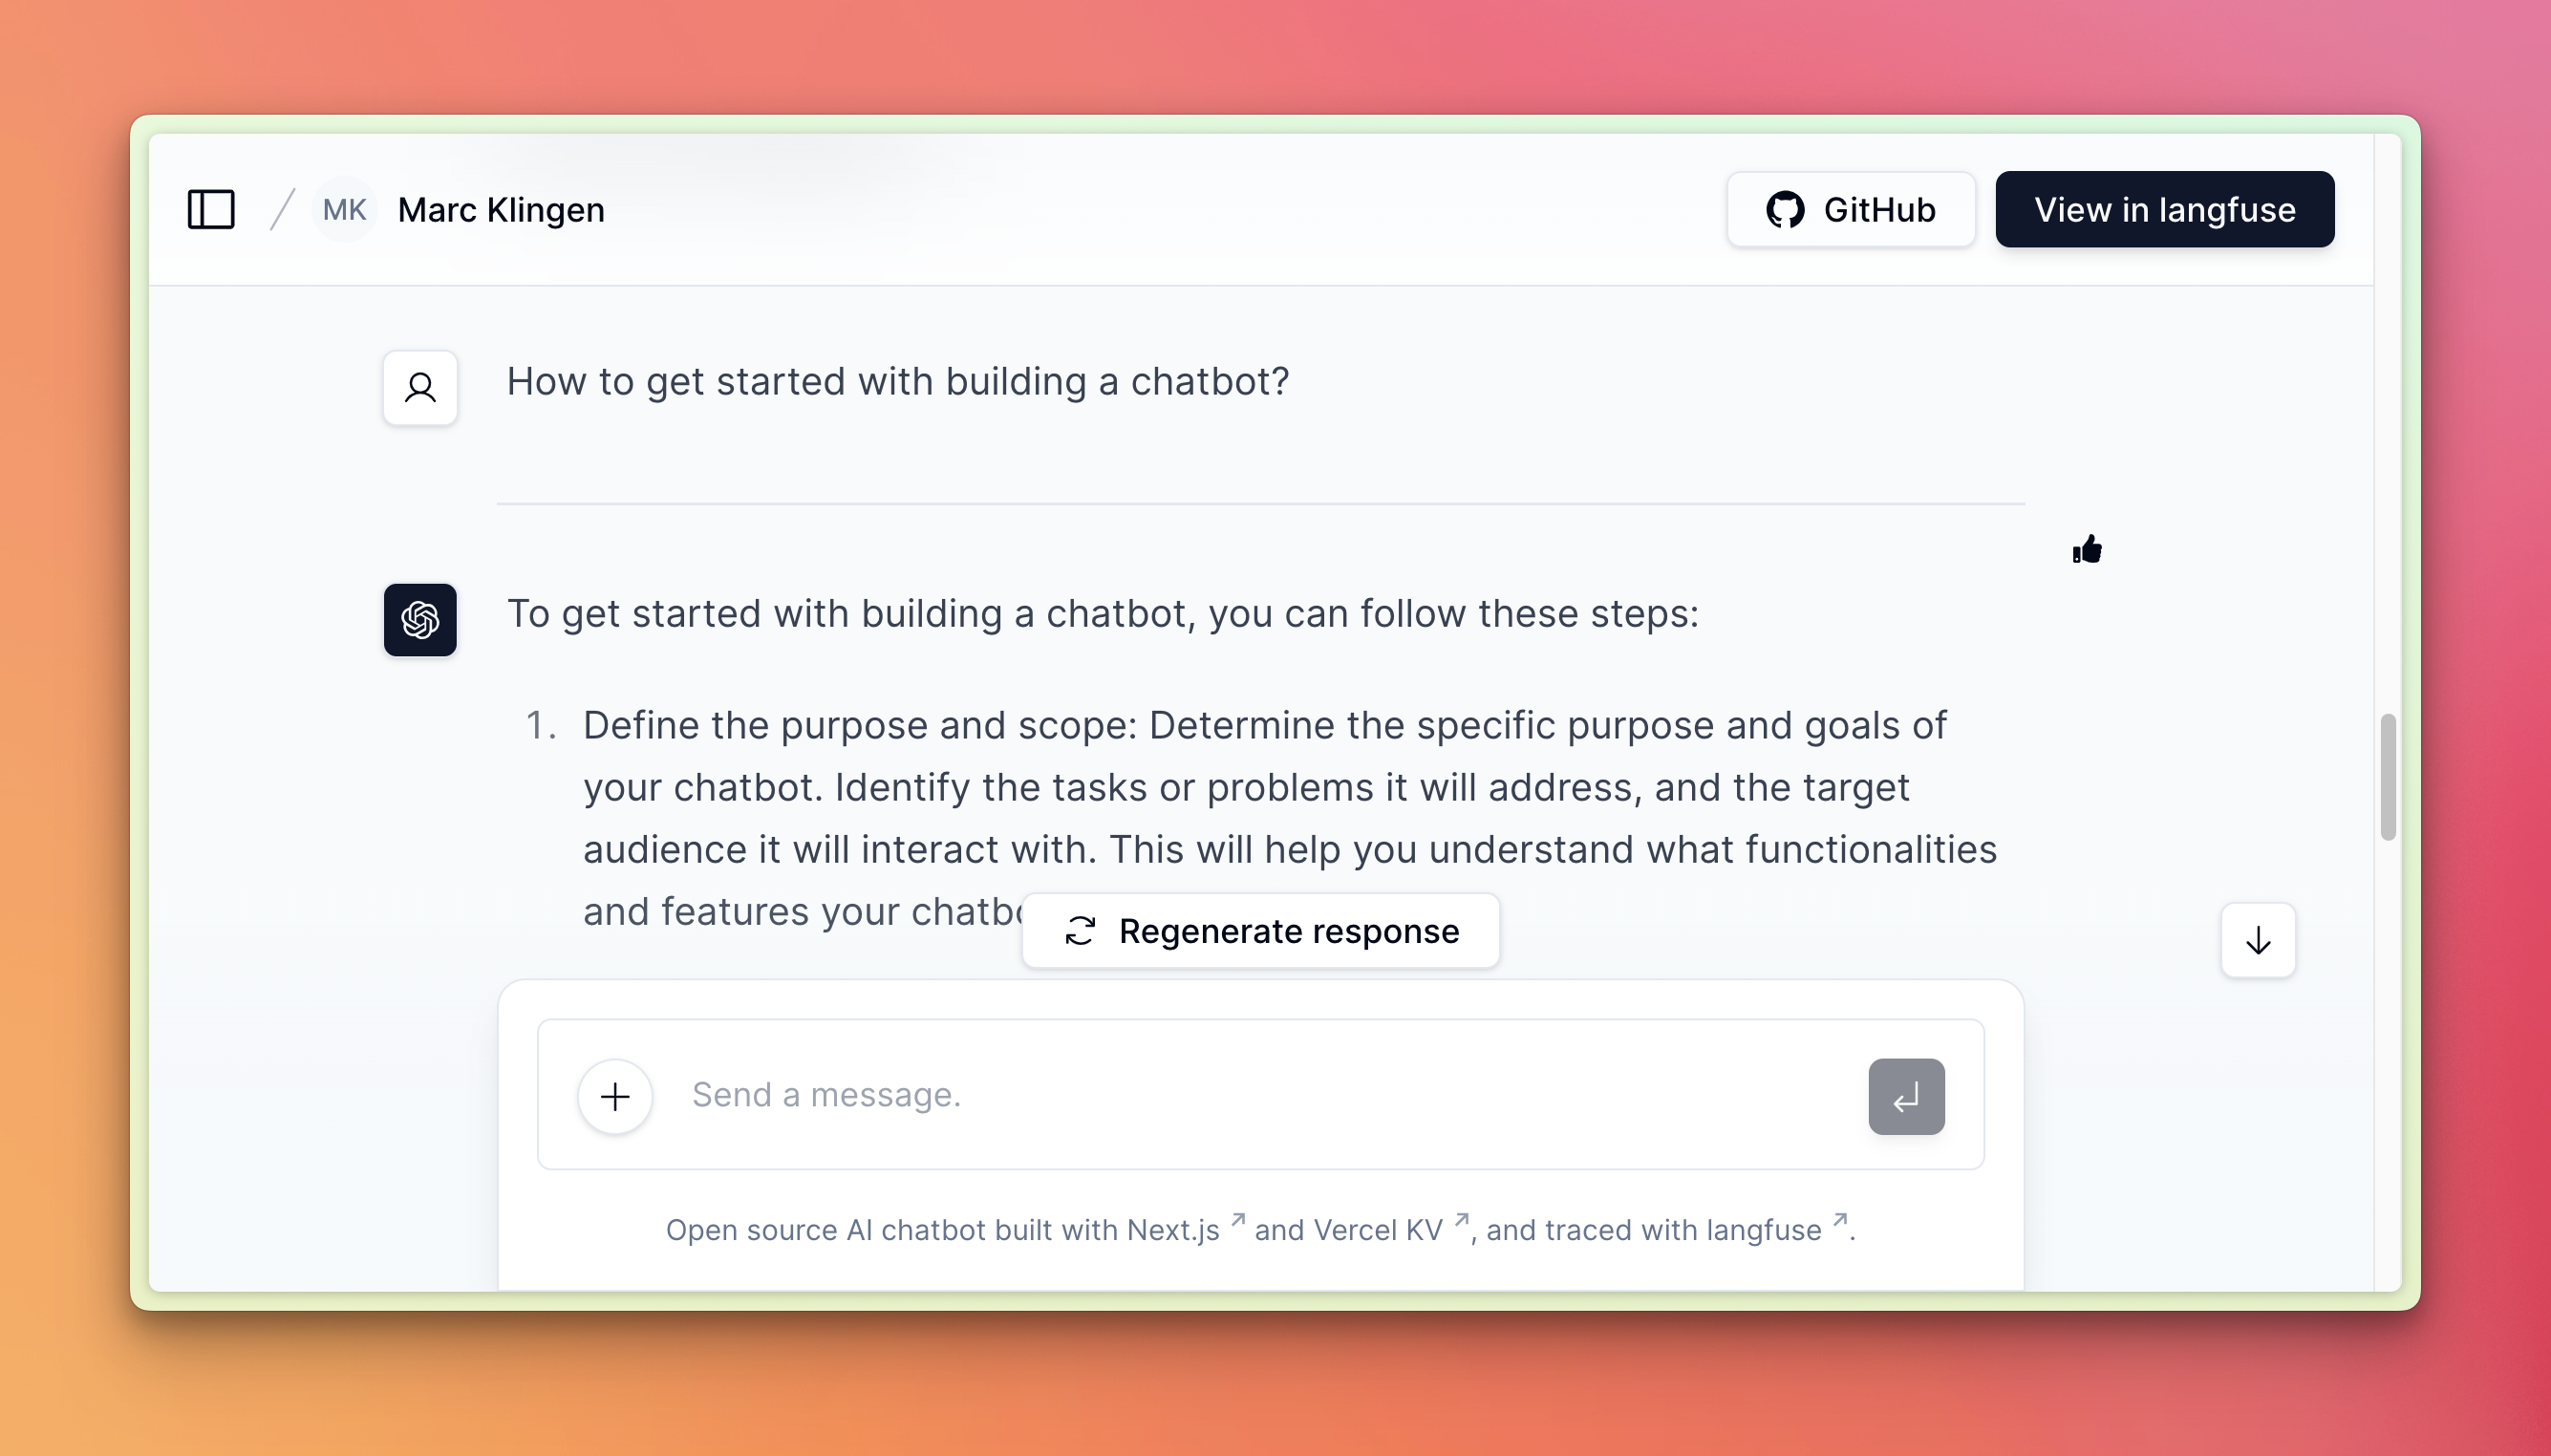 MK Marc Klingen GitHub View in langfuse
How to get started with building a chatbot?
To get started with building a chatbot, you can follow these steps:
1. Define the purpose and scope: Determine the specific purpose and goals of
your chatbot. Identify the tasks or problems it will address, and the target
audience it will interact with. This will help you understand what functionalities
and features your
Regenerate response
Send a message.
Open source AI chatbot built with Next.js and Vercel KV, and traced with langfuse.